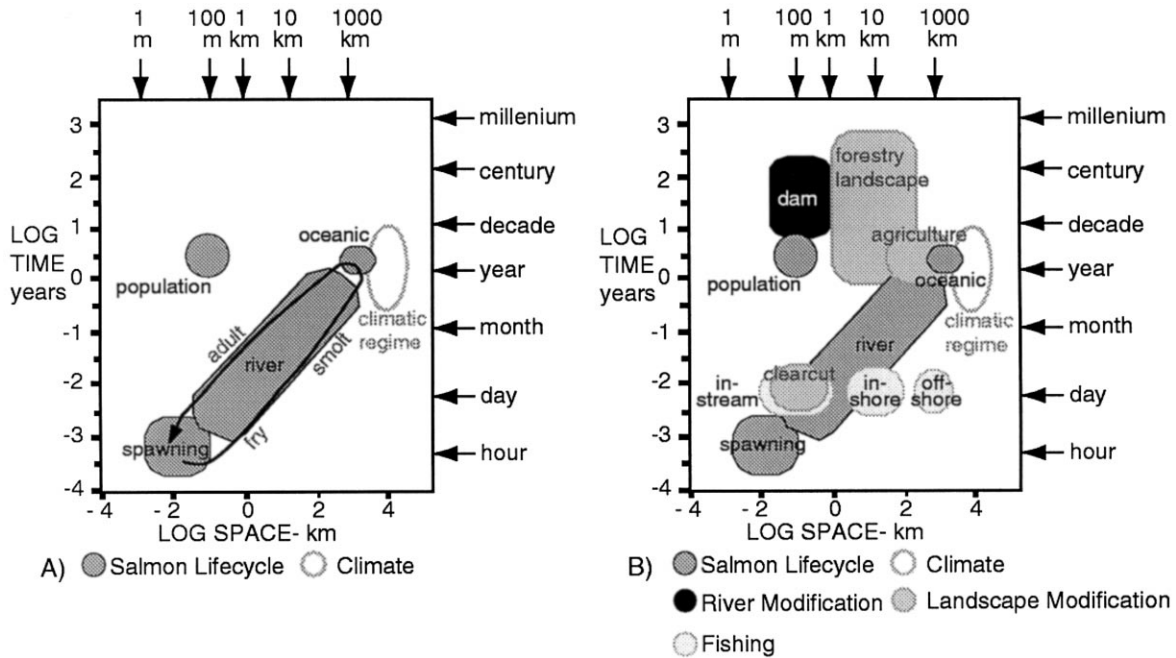 1 100 1 10 1000
m m km km km
1 100 1 10 1000
m m km km km
3
2
1
0
-1
-2
-3
-4
LOG
TIME
years
- 4 - 2 0 2 4
LOG SPACE- km
millenium
century
decade
year
month
day
hour
oceanic
population
climatic
regime
adult
river
smolt
fry
spawning
A) Salmon Lifecycle Climate
3
2
1
0
-1
-2
-3
-4
LOG
TIME
years
- 4 - 2 0 2 4
LOG SPACE- km
millenium
century
decade
year
month
day
hour
forestry
landscape
dam
agriculture
population
oceanic
climatic
regime
river
clearcut
in-
stream
in-
shore
off-
shore
spawning
B) Salmon Lifecycle Climate
River Modification Landscape Modification
Fishing